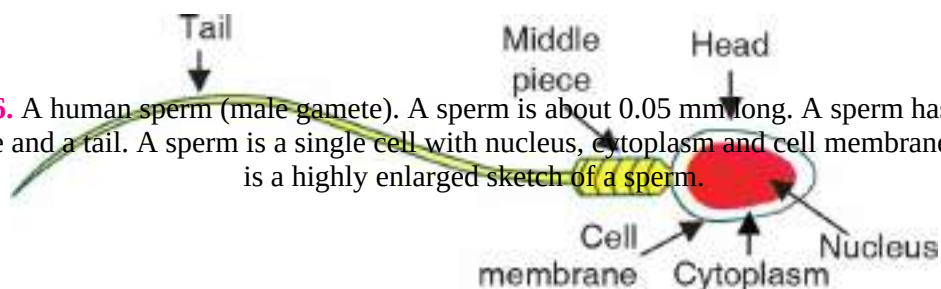 Tail
Middle
piece
Head
6. A human sperm (male gamete). A sperm is about 0.05 mm long. A sperm has
e and a tail. A sperm is a single cell with nucleus, cytoplasm and cell membrane
is a highly enlarged sketch of a sperm.
Cell
membrane
Cytoplasm
Nucleus